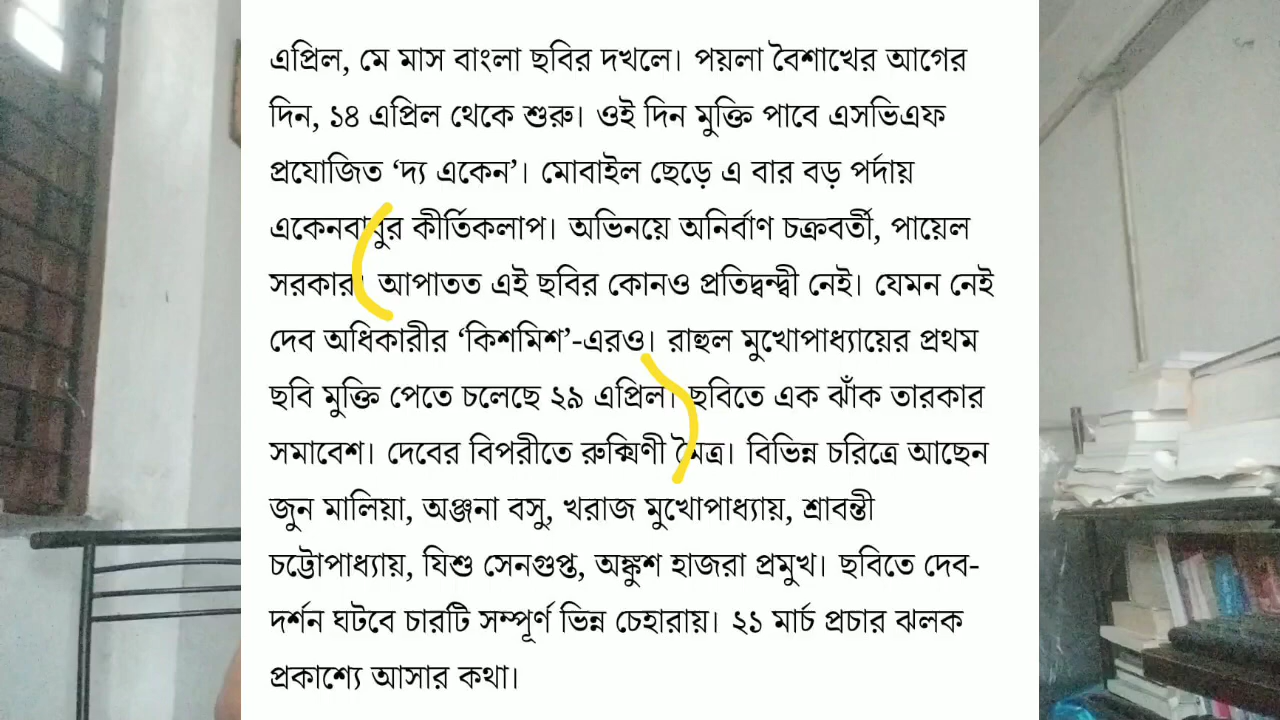 এপ্রিল, মে মাস বাংলা ছবির দখলে। পয়লা বৈশাখের আগের
দিন, ১৪ এপ্রিল থেকে শুরু। ওই দিন মুক্তি পাবে এসভিএফ
প্রযোজিত ‘দ্য একেন’। মোবাইল ছেড়ে এ বার বড় পর্দায়
একেনবাবুর কীর্তিকলাপ। অভিনয়ে অনির্বাণ চক্রবর্তী, পায়েল
সরকার। আপাতত এই ছবির কোনও প্রতিদ্বন্দ্বী নেই। যেমন নেই
দেব অধিকারীর ‘কিশমিশ’-এরও। রাহুল মুখোপাধ্যায়ের প্রথম
ছবি মুক্তি পেতে চলেছে ২৯ এপ্রিল। ছবিতে এক ঝাঁক তারকার
সমাবেশ। দেবের বিপরীতে রুক্মিণী মৈত্র। বিভিন্ন চরিত্রে আছেন
জুন মালিয়া, অঞ্জনা বসু, খরাজ মুখোপাধ্যায়, শ্রাবন্তী
চট্টোপাধ্যায়, যিশু সেনগুপ্ত, অঙ্কুশ হাজরা প্রমুখ। ছবিতে দেব-
দর্শন ঘটবে চারটি সম্পূর্ণ ভিন্ন চেহারায়। ২১ মার্চ প্রচার ঝলক
প্রকাশ্যে আসার কথা।